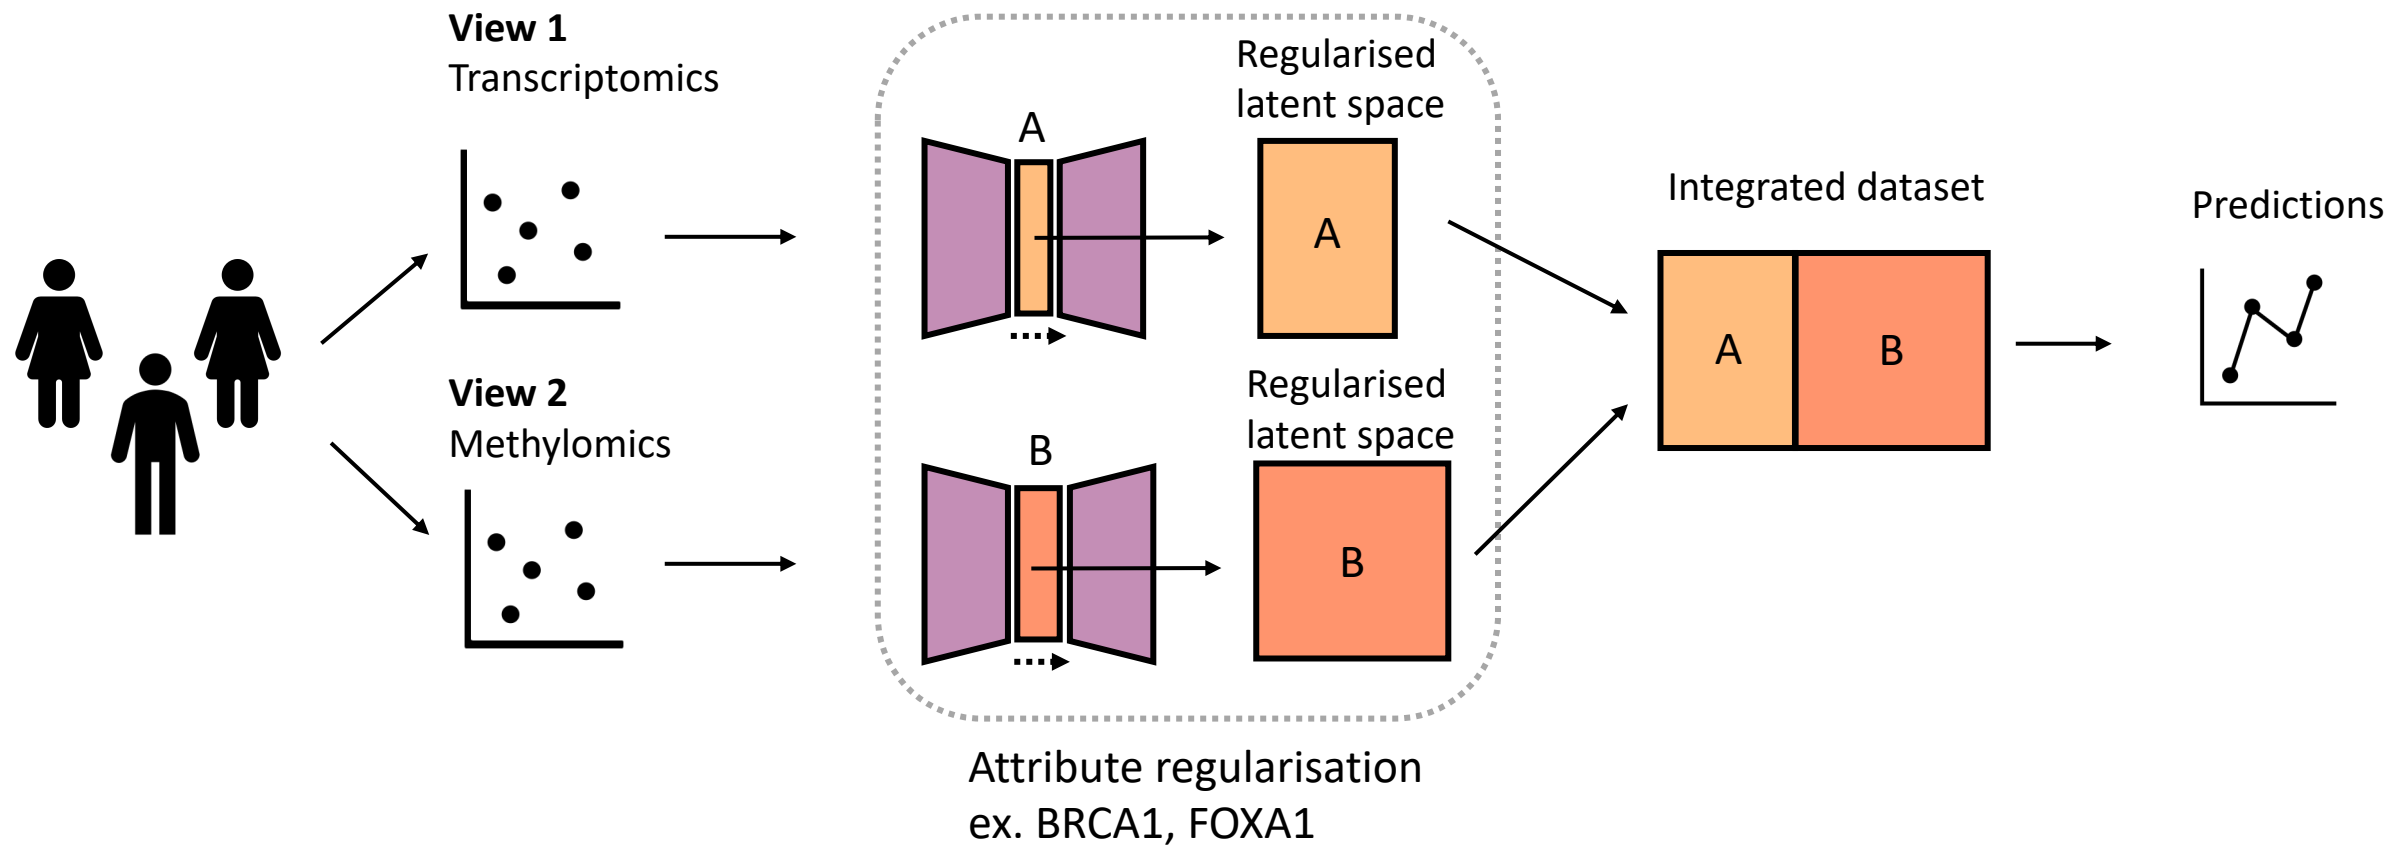 View 1
Transcriptomics
View 2
Methylomics
A
Regularised
latent space
A
B
Regularised
latent space
B
Attribute regularisation
ex. BRCA1, FOXA1
Integrated dataset
A
B
Predictions